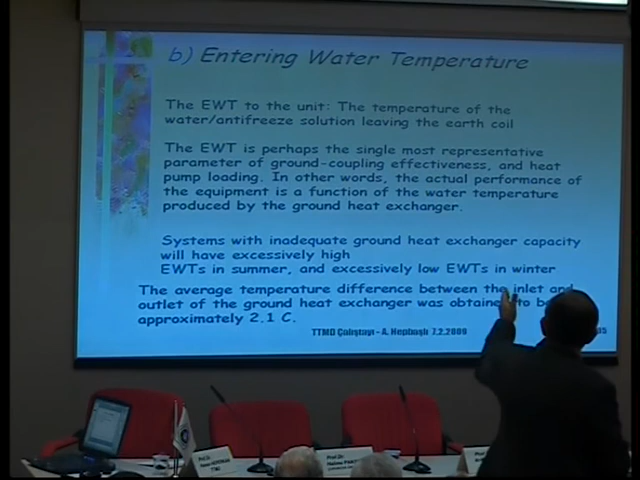 b) Entering Water Temperature
The EWT to the unit: The temperature of the
water/antifreeze solution leaving the earth coil
The EWT is perhaps the single most representative
parameter of ground-coupling effectiveness, and heat
pump loading. In other words, the actual performance of
the equipment is a function of the water temperature
produced by the ground heat exchanger.
Systems with inadequate ground heat exchanger capacity
will have excessively high
EWTs in summer, and excessively low EWTs in winter
The average temperature difference between the inlet and
outlet of the ground heat exchanger was obtained to be
approximately 2.1 C.
TTMD Çalıştayı - A. Hepbaşlı 7.2.2009
Prof.Dr.
Prof.Dr.